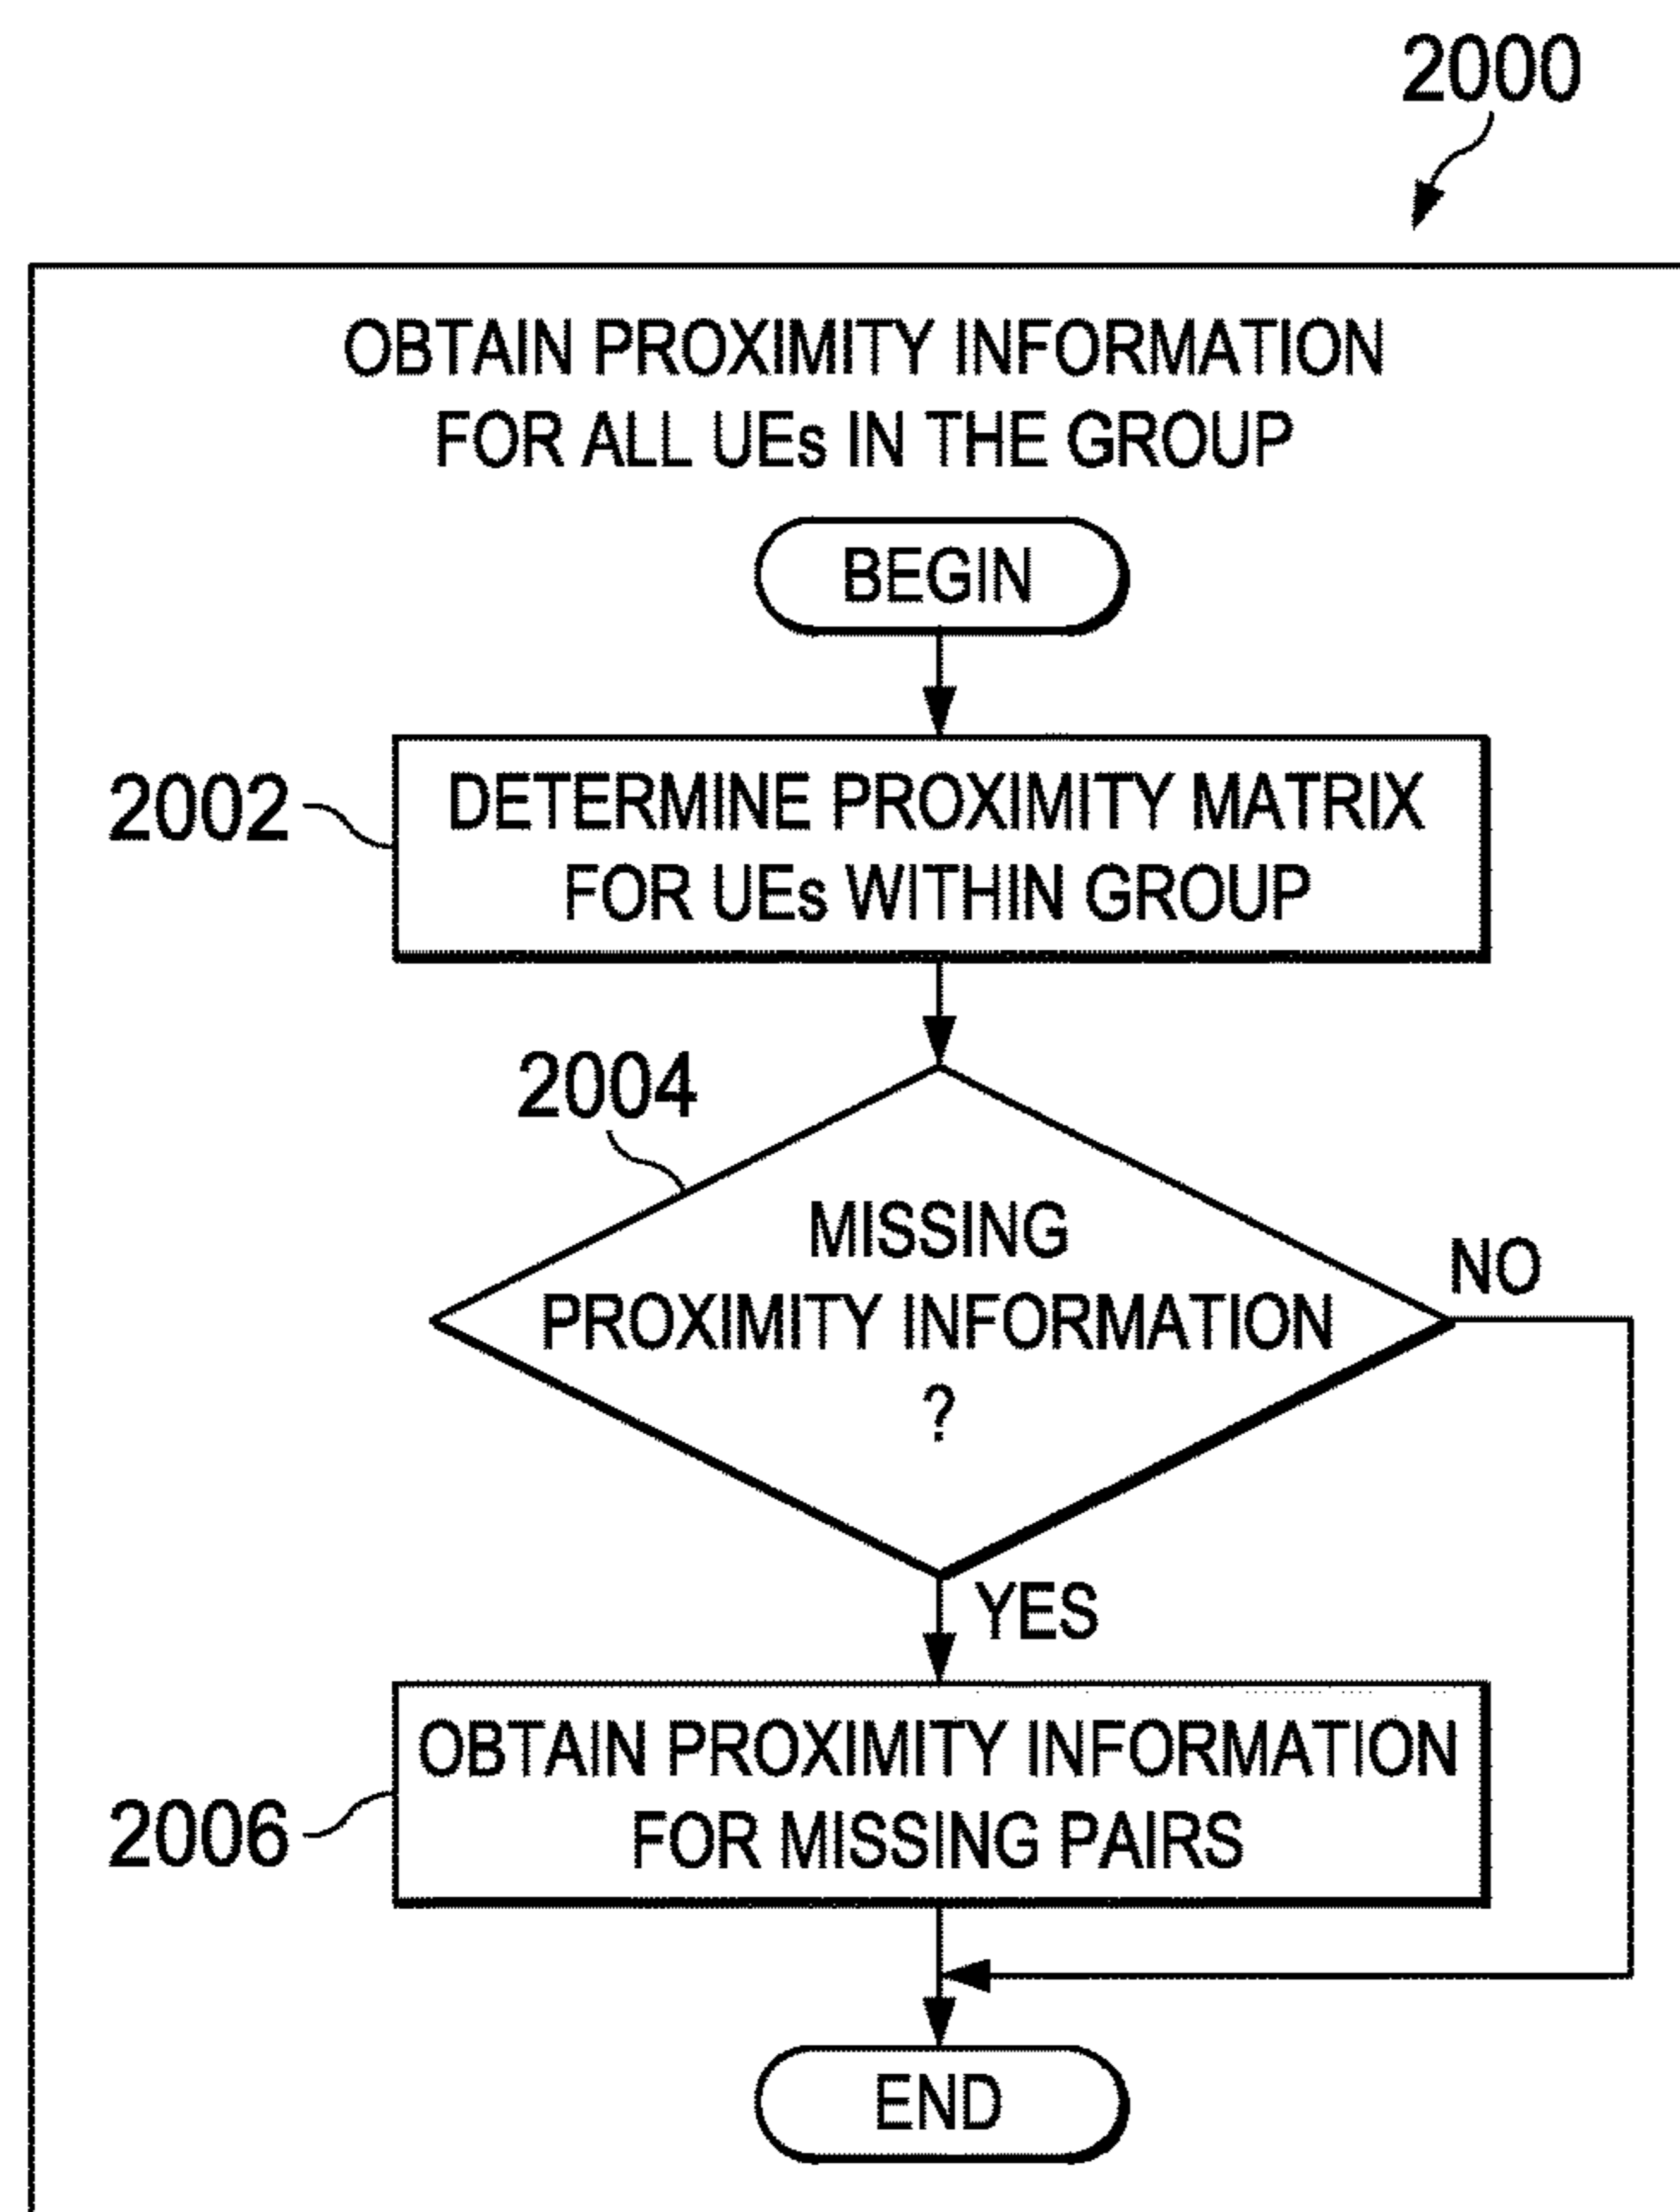 2000
OBTAIN PROXIMITY INFORMATION
FOR ALL UEs IN THE GROUP
BEGIN
2002
DETERMINE PROXIMITY MATRIX
FOR UEs WITHIN GROUP
2004
MISSING
PROXIMITY INFORMATION
?
NO
YES
2006
OBTAIN PROXIMITY INFORMATION
FOR MISSING PAIRS
END